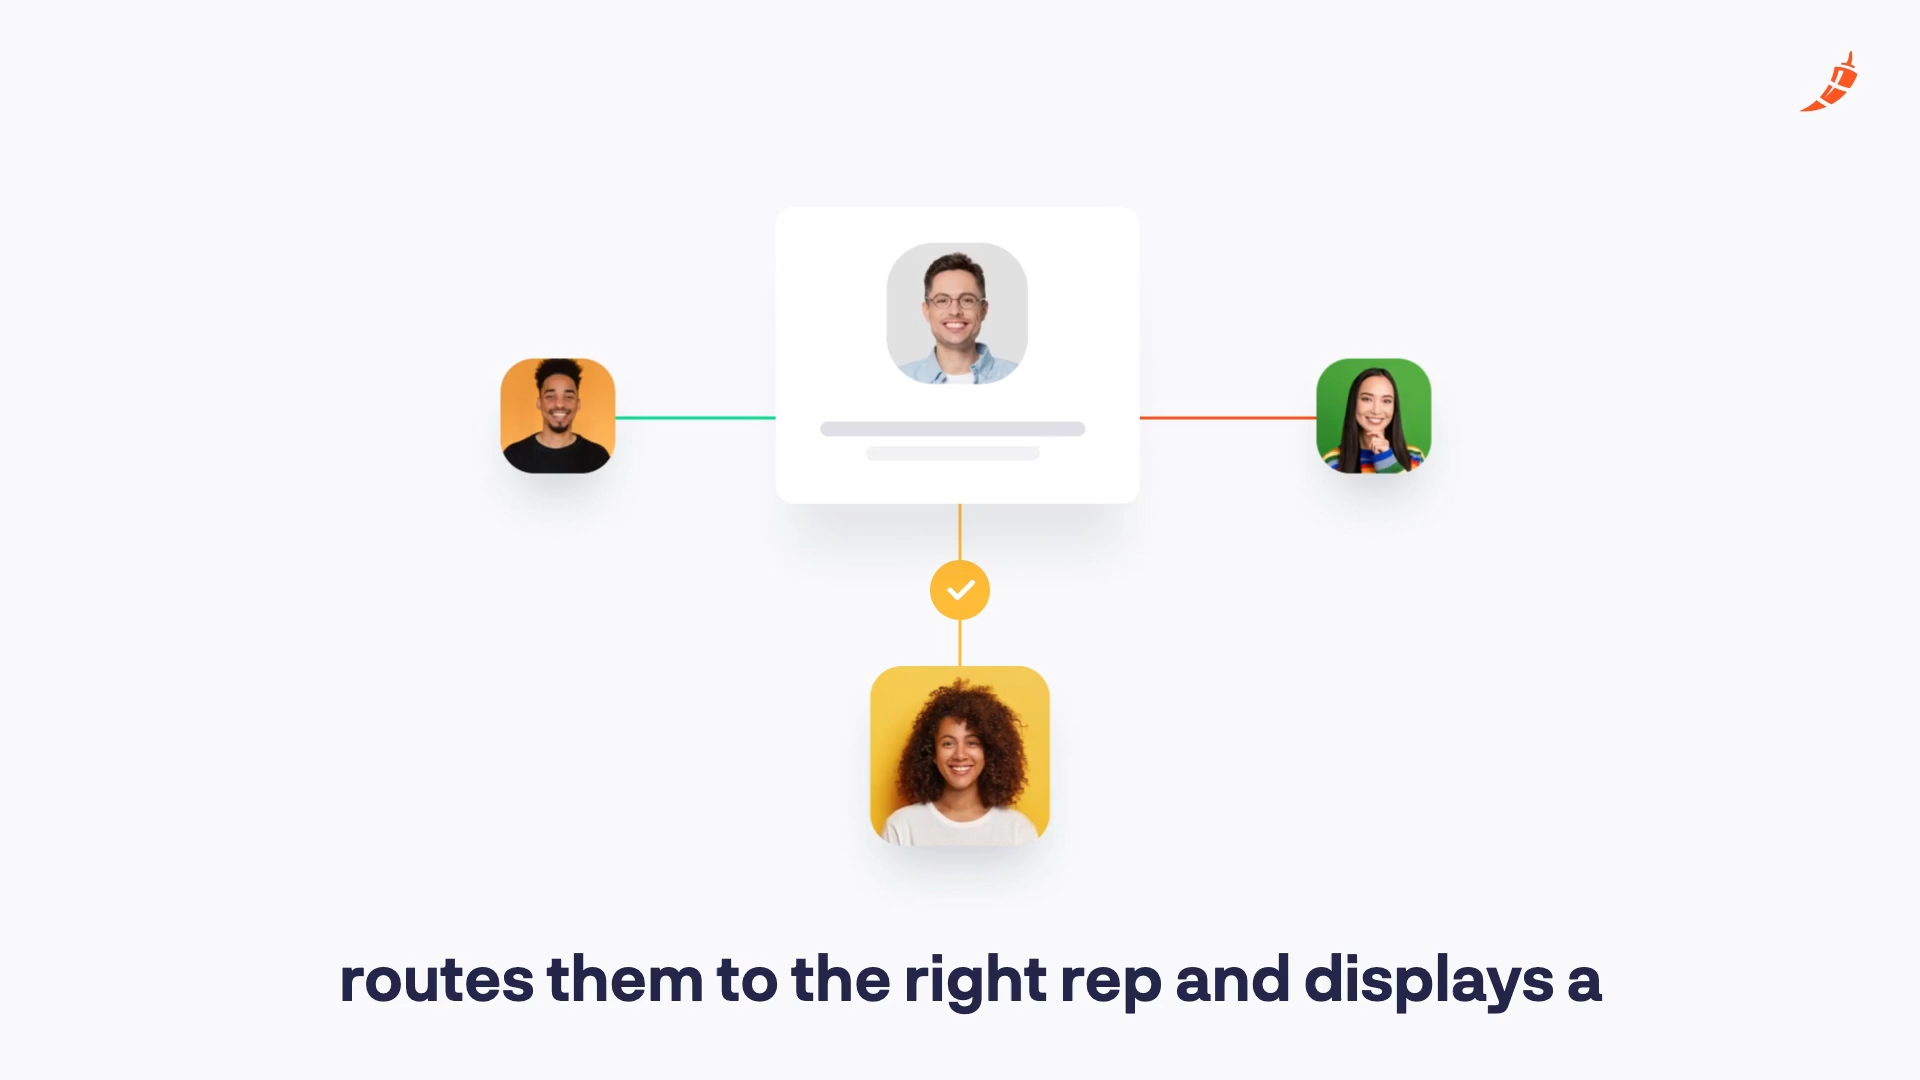 routes them to the right rep and displays a